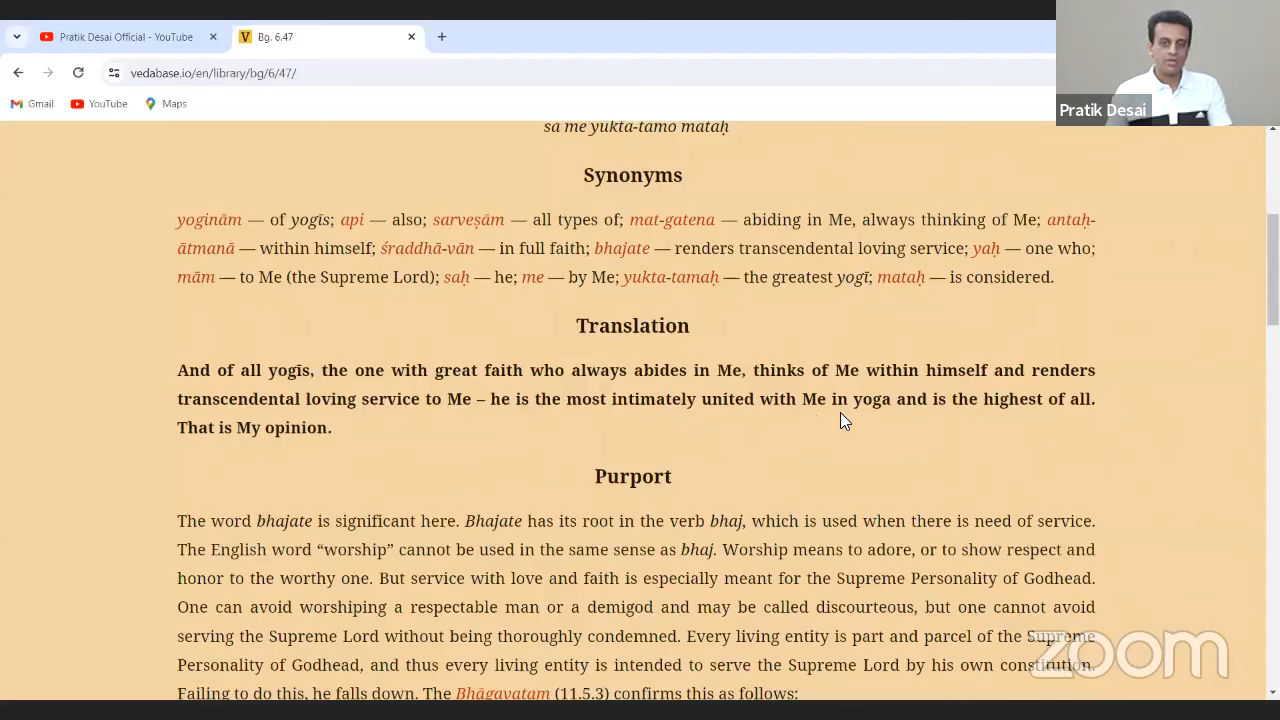 Pratik Desai Official - YouTube
Bg. 6.47
vedabase.io/en/library/bg/6/47/
Gmail YouTube Maps
Pratik Desai
sa me yukta-tamo mataḥ
Synonyms
yoginām — of yogīs; api — also; sarveṣām — all types of; mat-gatena — abiding in Me, always thinking of Me; antaḥ-
ātmanā — within himself; śraddhā-vān — in full faith; bhajate — renders transcendental loving service; yaḥ — one who;
mām — to Me (the Supreme Lord); saḥ — he; me — by Me; yukta-tamaḥ — the greatest yogī; mataḥ — is considered.
Translation
And of all yogīs, the one with great faith who always abides in Me, thinks of Me within himself and renders
transcendental loving service to Me – he is the most intimately united with Me in yoga and is the highest of all.
That is My opinion.
Purport
The word bhajate is significant here. Bhajate has its root in the verb bhaj, which is used when there is need of service.
The English word “worship” cannot be used in the same sense as bhaj. Worship means to adore, or to show respect and
honor to the worthy one. But service with love and faith is especially meant for the Supreme Personality of Godhead.
One can avoid worshiping a respectable man or a demigod and may be called discourteous, but one cannot avoid
serving the Supreme Lord without being thoroughly condemned. Every living entity is part and parcel of the Supreme
Personality of Godhead, and thus every living entity is intended to serve the Supreme Lord by his own constitution.
Failing to do this, he falls down. The Bhāgavatam (11.5.3) confirms this as follows:
zoom